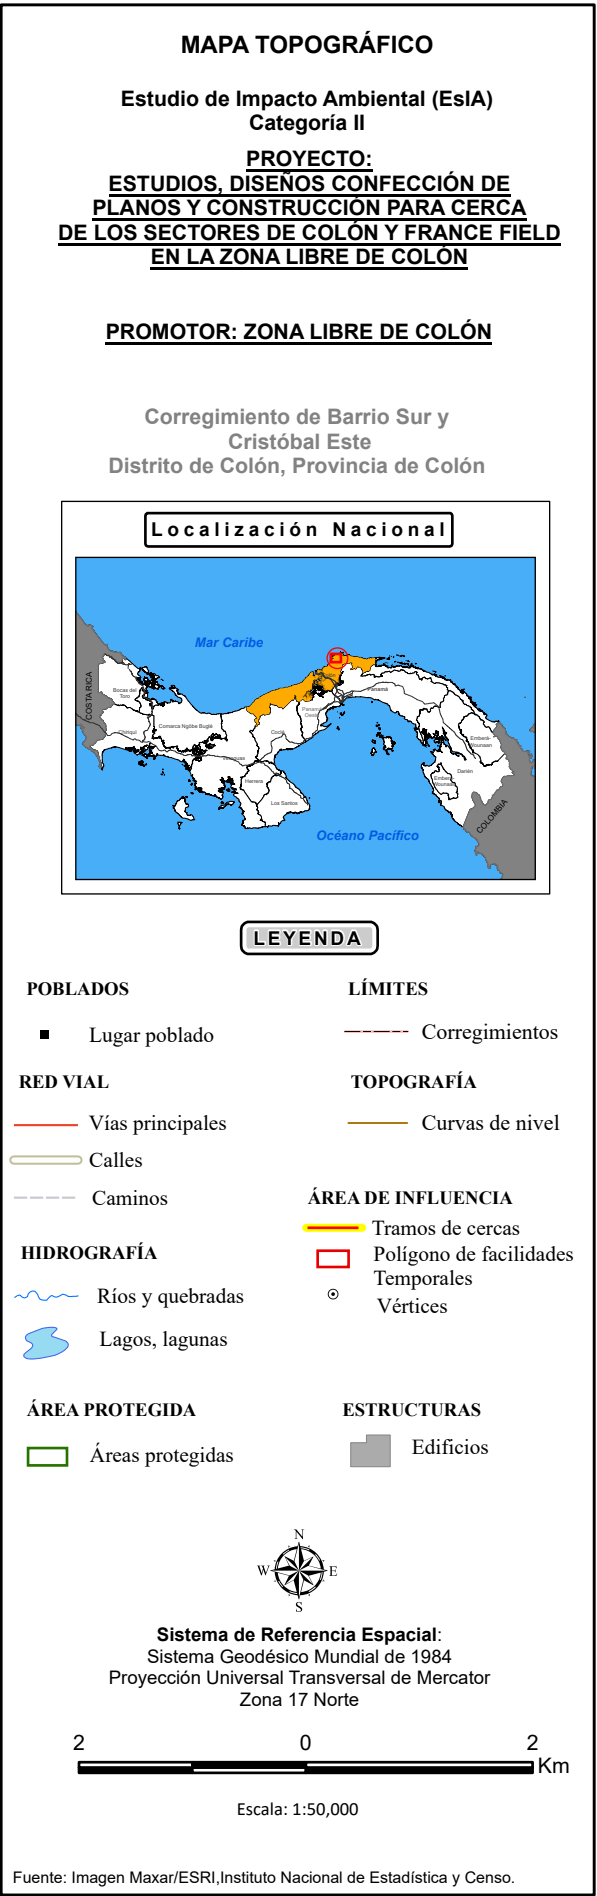 MAPA TOPOGRÁFICO
Estudio de Impacto Ambiental (EsIA)
Categoría II
PROYECTO:
ESTUDIOS, DISEÑOS CONFECCIÓN DE
PLANOS Y CONSTRUCCIÓN PARA CERCA
DE LOS SECTORES DE COLÓN Y FRANCE FIELD
EN LA ZONA LIBRE DE COLÓN
PROMOTOR: ZONA LIBRE DE COLÓN
Corregimiento de Barrio Sur y
Cristóbal Este
Distrito de Colón, Provincia de Colón
Localización Nacional
Mar Caribe
COSTA RICA
Bocas del
Toro
Comarca Ngöbe Buglé
Chiriquí
Coclé
Panamá
Herrera
Los Santos
Panamá
Emberá-
Wounaan
Darién
COLOMBIA
Océano Pacífico
LEYENDA
POBLADOS
Lugar poblado
LÍMITES
Corregimientos
RED VIAL
Vías principales
Calles
Caminos
TOPOGRAFÍA
Curvas de nivel
ÁREA DE INFLUENCIA
Tramos de cercas
Polígono de facilidades
Temporales
Vértices
HIDROGRAFÍA
Ríos y quebradas
Lagos, lagunas
ÁREA PROTEGIDA
Áreas protegidas
ESTRUCTURAS
Edificios
N
W E
S
Sistema de Referencia Espacial:
Sistema Geodésico Mundial de 1984
Proyección Universal Transversal de Mercator
Zona 17 Norte
2 0 2
Km
Escala: 1:50,000
Fuente: Imagen Maxar/ESRI,Instituto Nacional de Estadística y Censo.